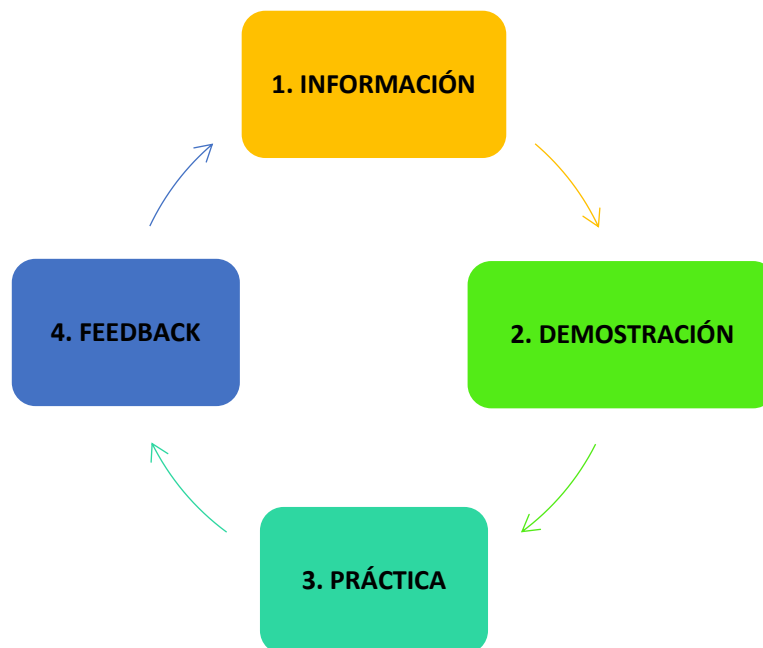 1. INFORMACIÓN
2. DEMOSTRACIÓN
3. PRÁCTICA
4. FEEDBACK